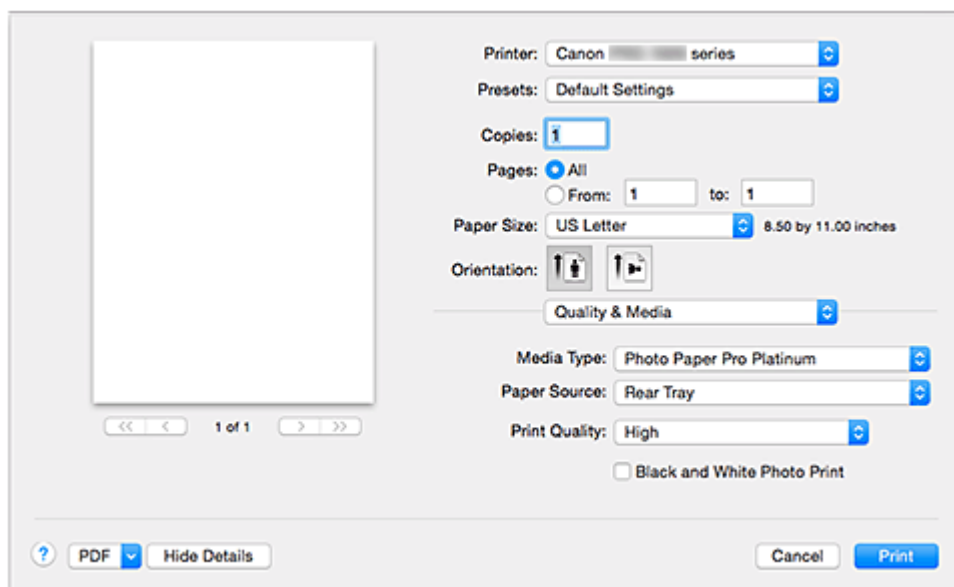 Printer: Canon series
Presets: Default Settings
Copies: 1
Pages: All
From: 1 to: 1
Paper Size: US Letter 8.50 by 11.00 inches
Orientation:
Quality & Media
Media Type: Photo Paper Pro Platinum
Paper Source: Rear Tray
1 of 1
Print Quality: High
Black and White Photo Print
? PDF Hide Details Cancel Print